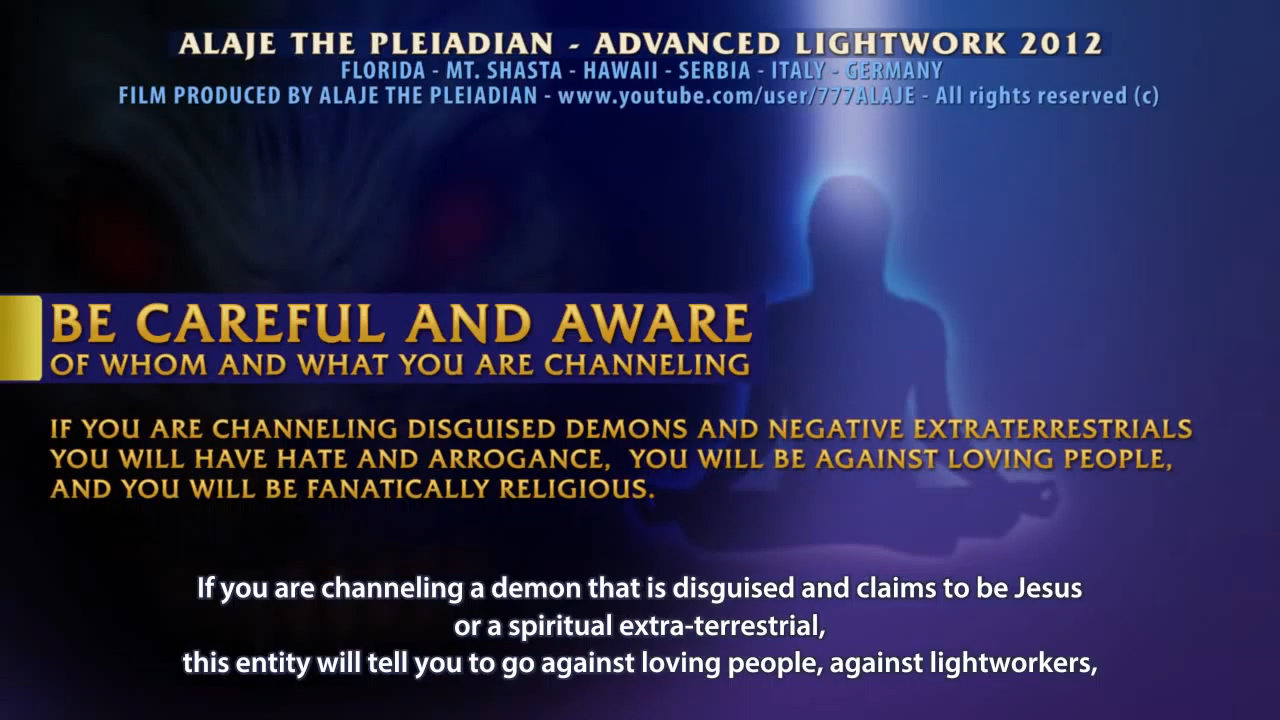 ALAJE THE PLEIADIAN - ADVANCED LIGHTWORK 2012
FLORIDA - MT. SHASTA - HAWAII - SERBIA - ITALY - GERMANY
FILM PRODUCED BY ALAJE THE PLEIADIAN - www.youtube.com/user/777ALAJE - All rights reserved (c)
BE CAREFUL AND AWARE
OF WHOM AND WHAT YOU ARE CHANNELING
IF YOU ARE CHANNELING DISGUISED DEMONS AND NEGATIVE EXTRATERRESTRIALS
YOU WILL HAVE HATE AND ARROGANCE, YOU WILL BE AGAINST LOVING PEOPLE,
AND YOU WILL BE FANATICALLY RELIGIOUS.
If you are channeling a demon that is disguised and claims to be Jesus
or a spiritual extra-terrestrial,
this entity will tell you to go against loving people, against lightworkers,